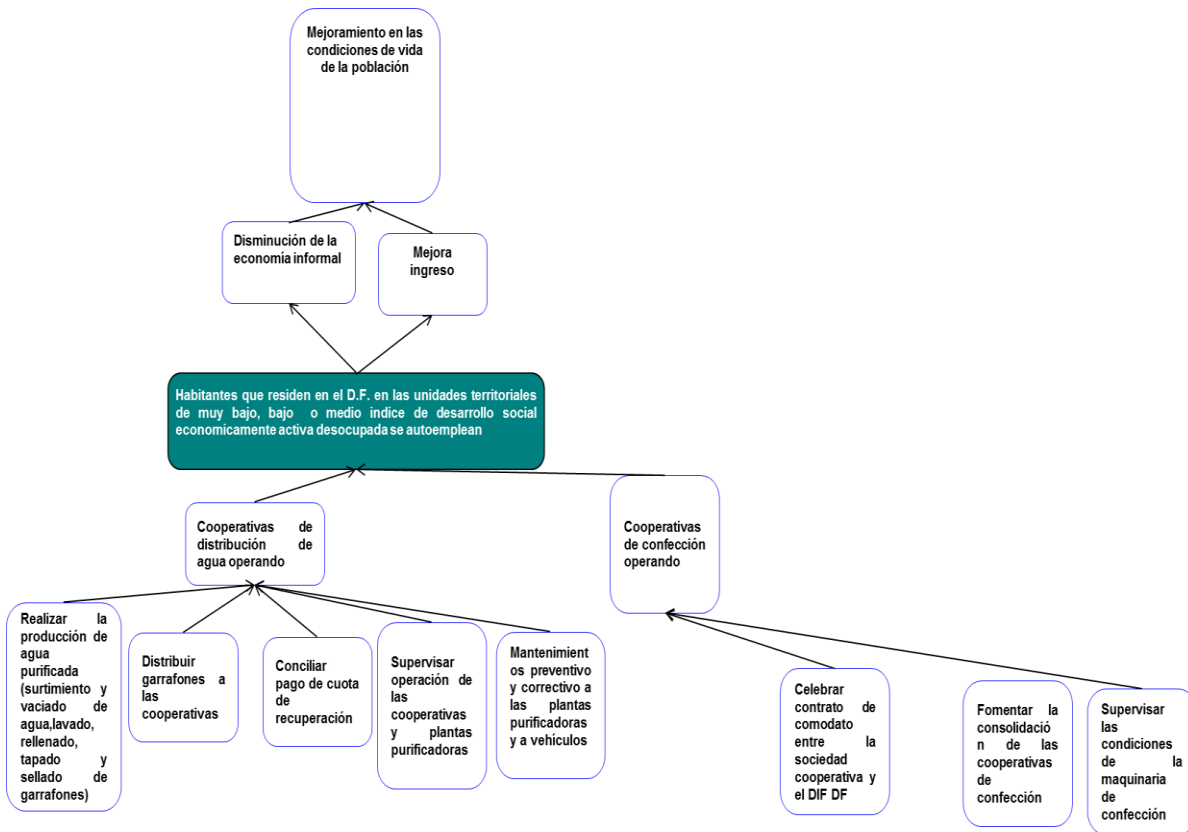 Mejoramiento en las
condiciones de vida
de la población
Disminución de la
economía informal
Mejora
ingreso
Habitantes que residen en el D.F. en las unidades territoriales
de muy bajo, bajo o medio indice de desarrollo social
economicamente activa desocupada se autoemplean
Cooperativas de
distribución de
agua operando
Cooperativas
de confección
operando
Realizar la
producción de
agua
purificada
(surtimiento y
vaciado de
agua,lavado,
rellenado,
tapado y
sellado de
garrafones)
Distribuir
garrafones a
las
cooperativas
Conciliar
pago de cuota
de
recuperación
Supervisar
operación de
las
cooperativas
y plantas
purificadoras
Mantenimient
os preventivo
y correctivo a
las plantas
purificadoras
y a vehículos
Celebrar
contrato de
comodato
entre la
sociedad
cooperativa y
el DIF DF
Fomentar la
consolidació
n de las
cooperativas
de
confección
Supervisar
las
condiciones
de la
maquinaria
de
confección